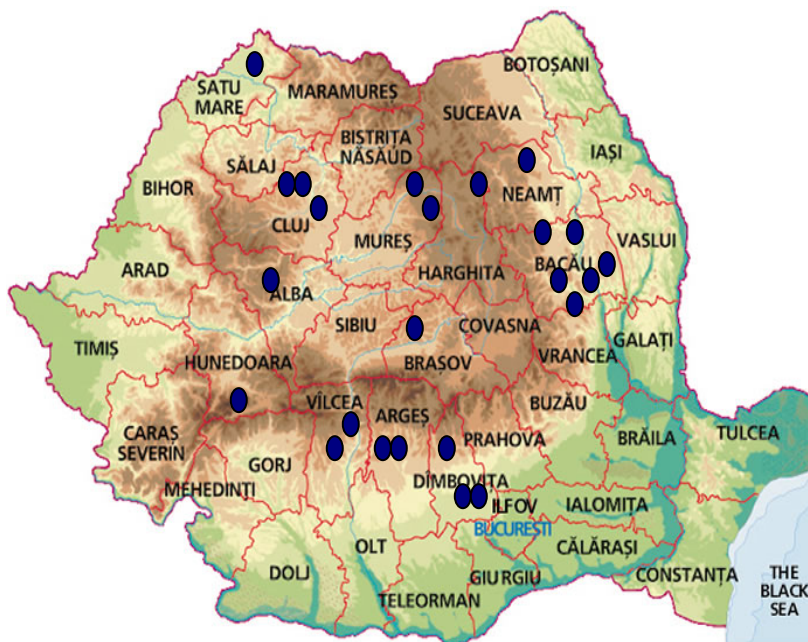 BOTOȘANI
SATU
MARE
MARAMUREȘ
SUCEAVA
BISTRIȚA
NĂSĂUD
IAȘI
SĂLAJ
BIHOR
NEAMȚ
CLUJ
MUREȘ
VASLUI
ARAD
HARGHITA
BACĂU
ALBA
SIBIU
COVASNA
TIMIȘ
GALAȚI
HUNEDOARA
BRAȘOV
VRANCEA
VÎLCEA
ARGEȘ
BUZĂU
CARAȘ
SEVERIN
PRAHOVA
BRĂILA
TULCEA
GORJ
DÎMBOVIȚA
MEHEDINȚI
ILFOV
IALOMIȚA
BUCUREȘTI
OLT
CĂLĂRAȘI
DOLJ
GIURGIU
CONSTANȚA
TELEORMAN
THE
BLACK
SEA